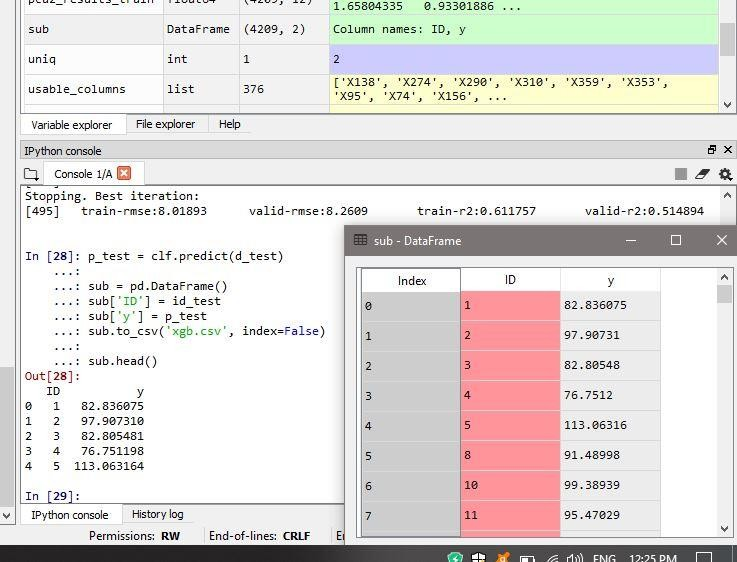 1.65804335 0.93301886 ...
sub DataFrame (4209, 2) Column names: ID, y
uniq int 1 2
usable_columns list 376 ['X138', 'X274', 'X290', 'X310', 'X359', 'X353',
'X95', 'X74', 'X156', ...
Variable explorer File explorer Help
IPython console
Console 1/A
Stopping. Best iteration:
[495] train-rmse:8.01893 valid-rmse:8.2609 train-r2:0.611757 valid-r2:0.514894
In [28]: p_test = clf.predict(d_test)
...:
...: sub = pd.DataFrame()
...: sub['ID'] = id_test
...: sub['y'] = p_test
...: sub.to_csv('xgb.csv', index=False)
...:
...: sub.head()
Out[28]:
ID y
0 1 82.836075
1 2 97.907310
2 3 82.805481
3 4 76.751198
4 5 113.063164
In [29]:
IPython console History log
Permissions: RW End-of-lines: CRLF
sub - DataFrame
Index ID y
0 1 82.836075
1 2 97.90731
2 3 82.80548
3 4 76.7512
4 5 113.06316
5 8 91.48998
6 10 99.38939
7 11 95.47029
ENG 12:25 PM